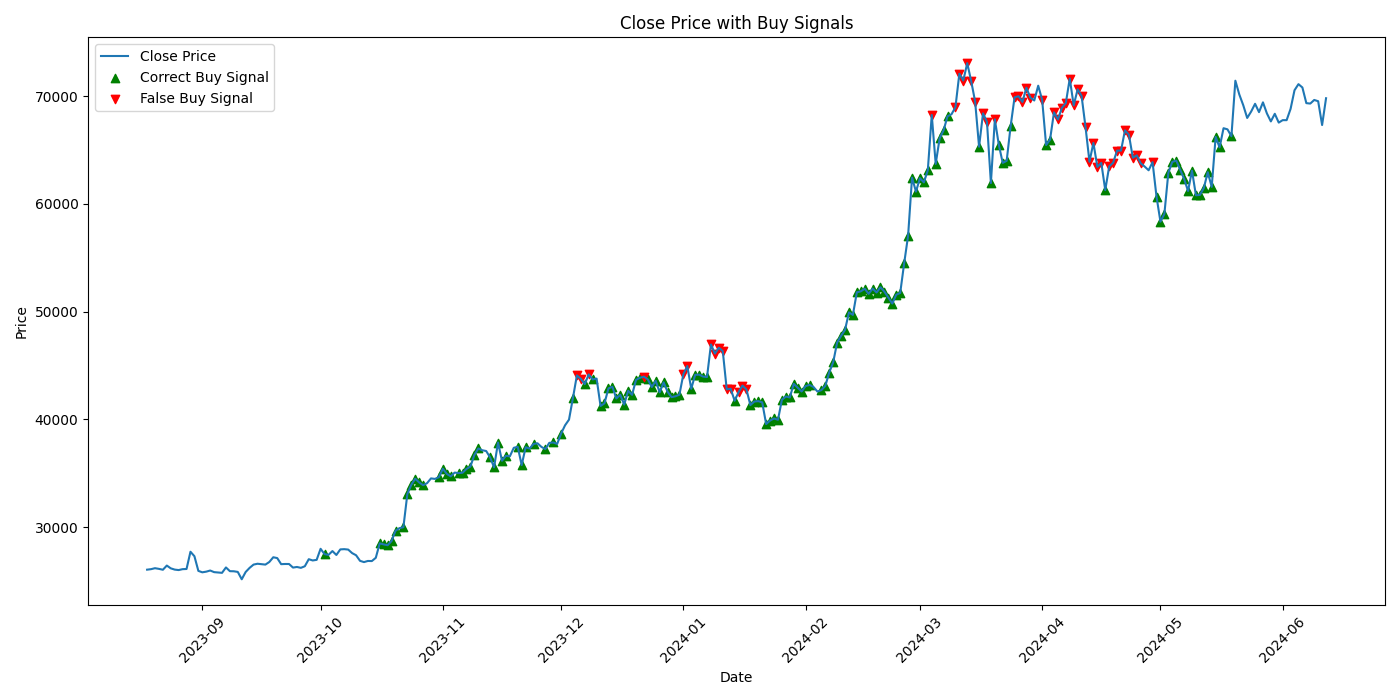 Close Price with Buy Signals
Close Price
Correct Buy Signal
False Buy Signal
Price
70000
60000
50000
40000
30000
2023-09
2023-10
2023-11
2023-12
2024-01
2024-02
2024-03
2024-04
2024-05
2024-06
Date